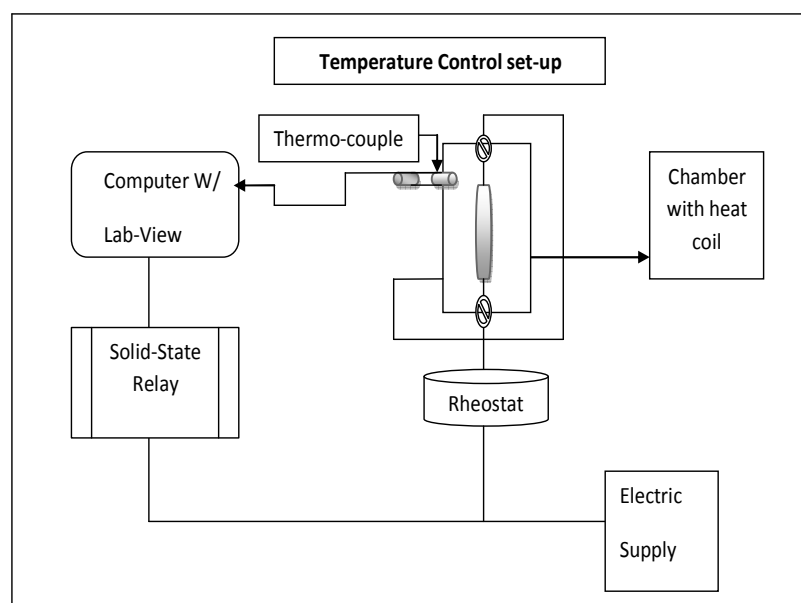 Temperature Control set-up
Thermo-couple
Computer W/
Lab-View
Chamber
with heat
coil
Solid-State
Relay
Rheostat
Electric
Supply